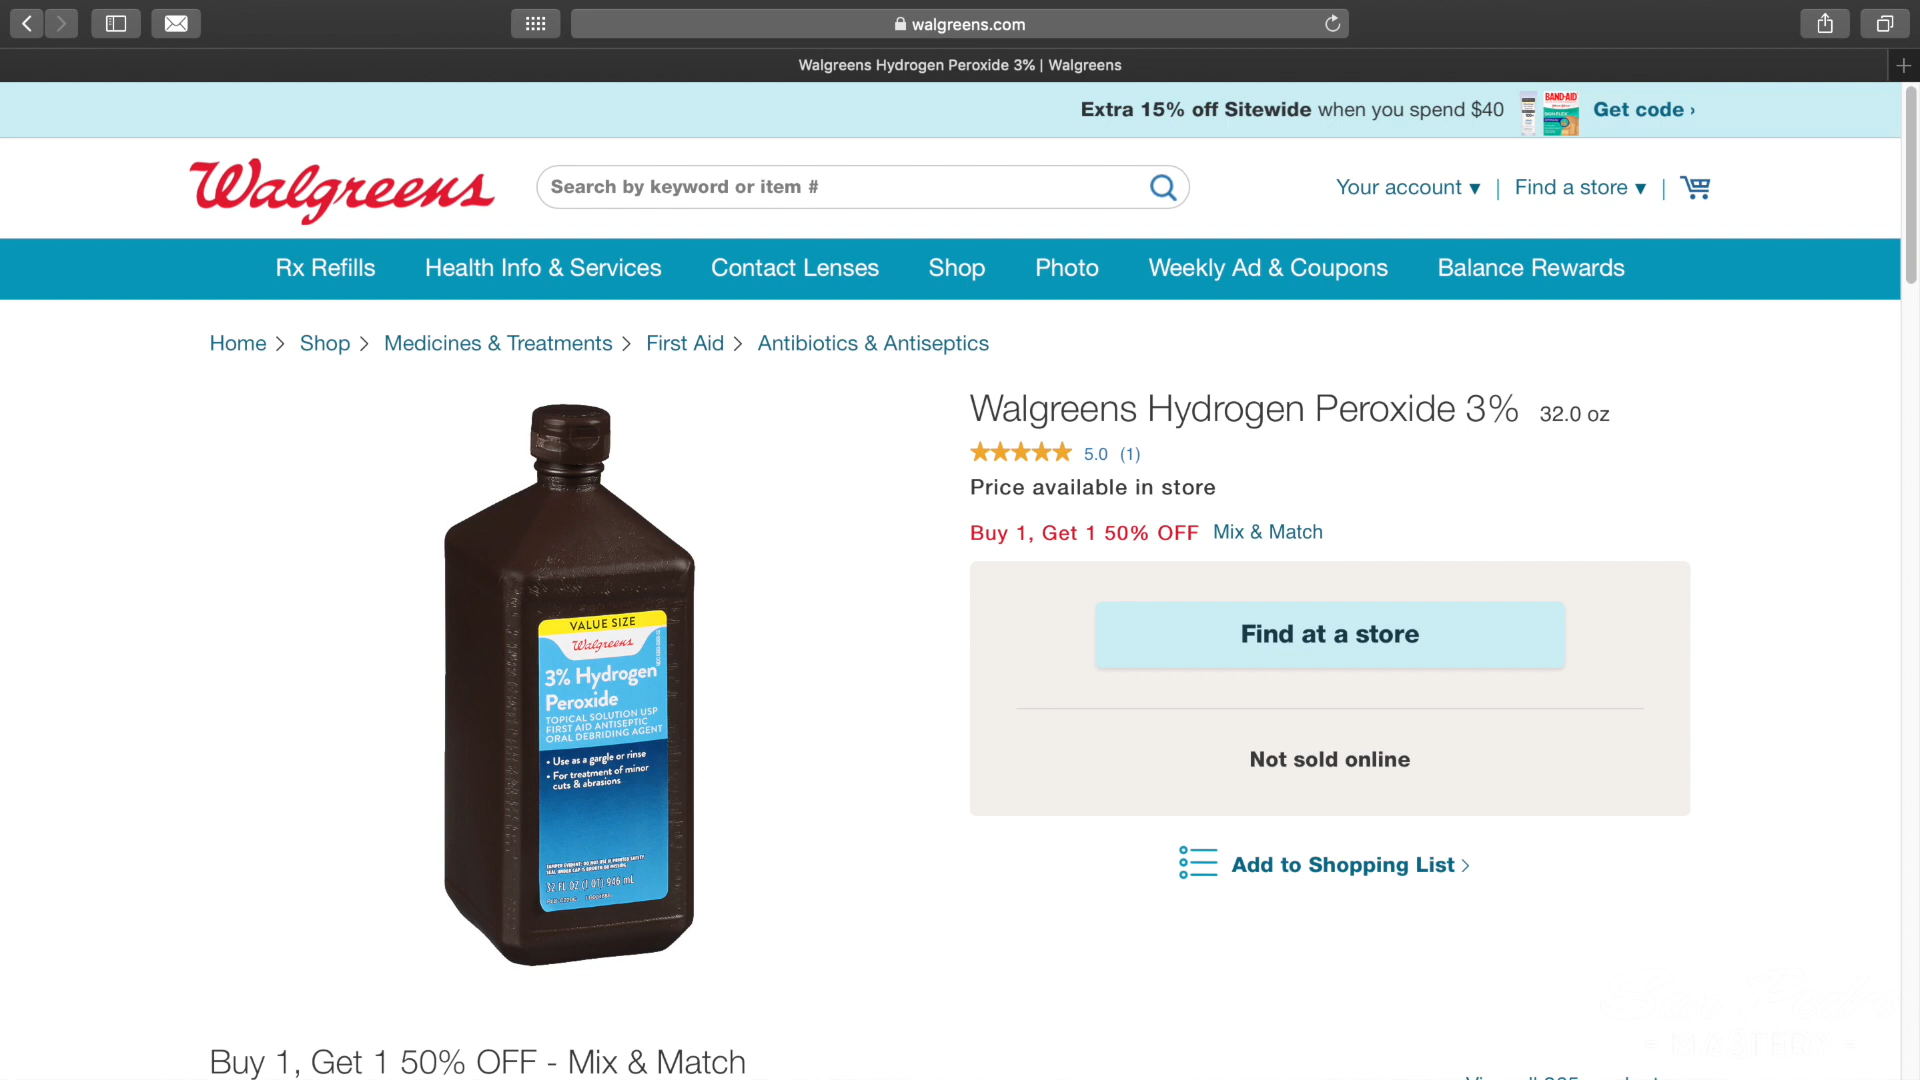 walgreens.com
Walgreens Hydrogen Peroxide 3% | Walgreens
Extra 15% off Sitewide when you spend $40
BAND-AID
Get code ›
Walgreens
Search by keyword or item #
Your account ▼ | Find a store ▼ |
Rx Refills Health Info & Services Contact Lenses Shop Photo Weekly Ad & Coupons Balance Rewards
Home > Shop > Medicines & Treatments > First Aid > Antibiotics & Antiseptics
Walgreens Hydrogen Peroxide 3% 32.0 oz
5.0 (1)
Price available in store
Buy 1, Get 1 50% OFF Mix & Match
Find at a store
Not sold online
Add to Shopping List >
VALUE SIZE
Walgreens
3% Hydrogen
Peroxide
TOPICAL SOLUTION USP
FIRST AID ANTISEPTIC
ORAL DEBRIDING AGENT
• Use as a gargle or rinse
• For treatment of minor
cuts & abrasions
32 FL OZ (1 QT) 946 mL
Buy 1, Get 1 50% OFF - Mix & Match